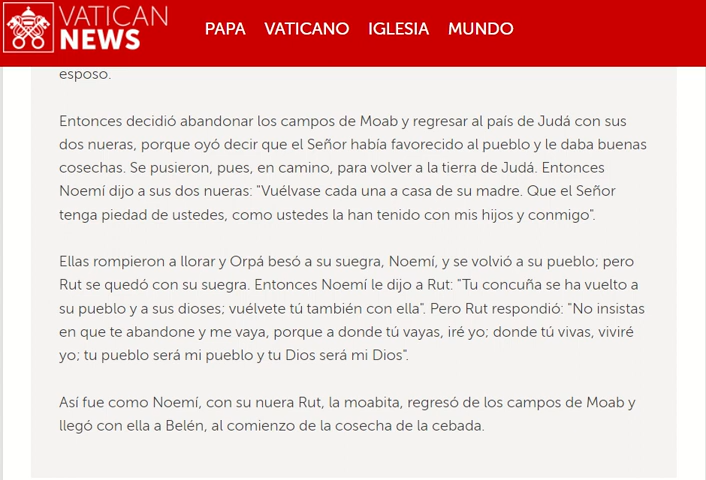 VATICAN
NEWS
PAPA VATICANO IGLESIA MUNDO
esposo.
Entonces decidió abandonar los campos de Moab y regresar al país de Judá con sus
dos nueras, porque oyó decir que el Señor había favorecido al pueblo y le daba buenas
cosechas. Se pusieron, pues, en camino, para volver a la tierra de Judá. Entonces
Noemí dijo a sus dos nueras: "Vuélvase cada una a casa de su madre. Que el Señor
tenga piedad de ustedes, como ustedes la han tenido con mis hijos y conmigo".
Ellas rompieron a llorar y Orpá besó a su suegra, Noemí, y se volvió a su pueblo; pero
Rut se quedó con su suegra. Entonces Noemí le dijo a Rut: "Tu concuña se ha vuelto a
su pueblo y a sus dioses; vuélvete tú también con ella". Pero Rut respondió: "No insistas
en que te abandone y me vaya, porque a donde tú vayas, iré yo; donde tú vivas, viviré
yo; tu pueblo será mi pueblo y tu Dios será mi Dios".
Así fue como Noemí, con su nuera Rut, la moabita, regresó de los campos de Moab y
llegó con ella a Belén, al comienzo de la cosecha de la cebada.